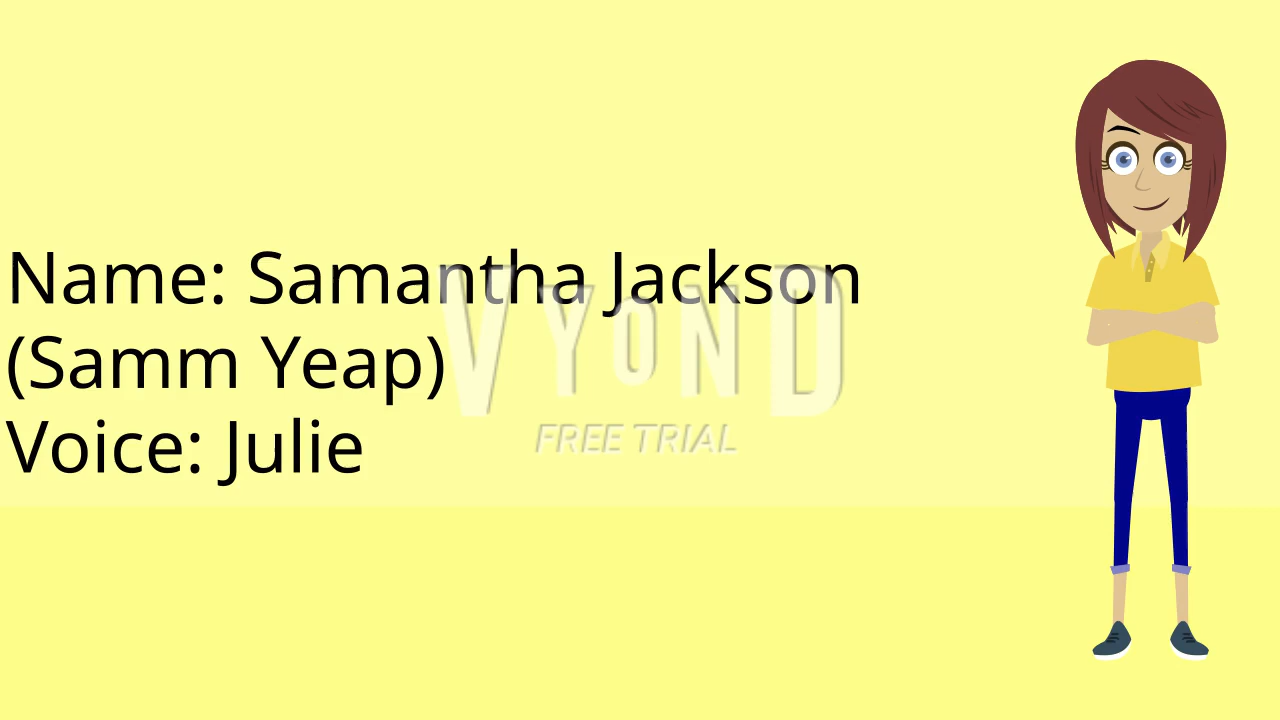 Name: Samantha Jackson
(Samm Yeap)
Voice: Julie
VYOND
FREE TRIAL